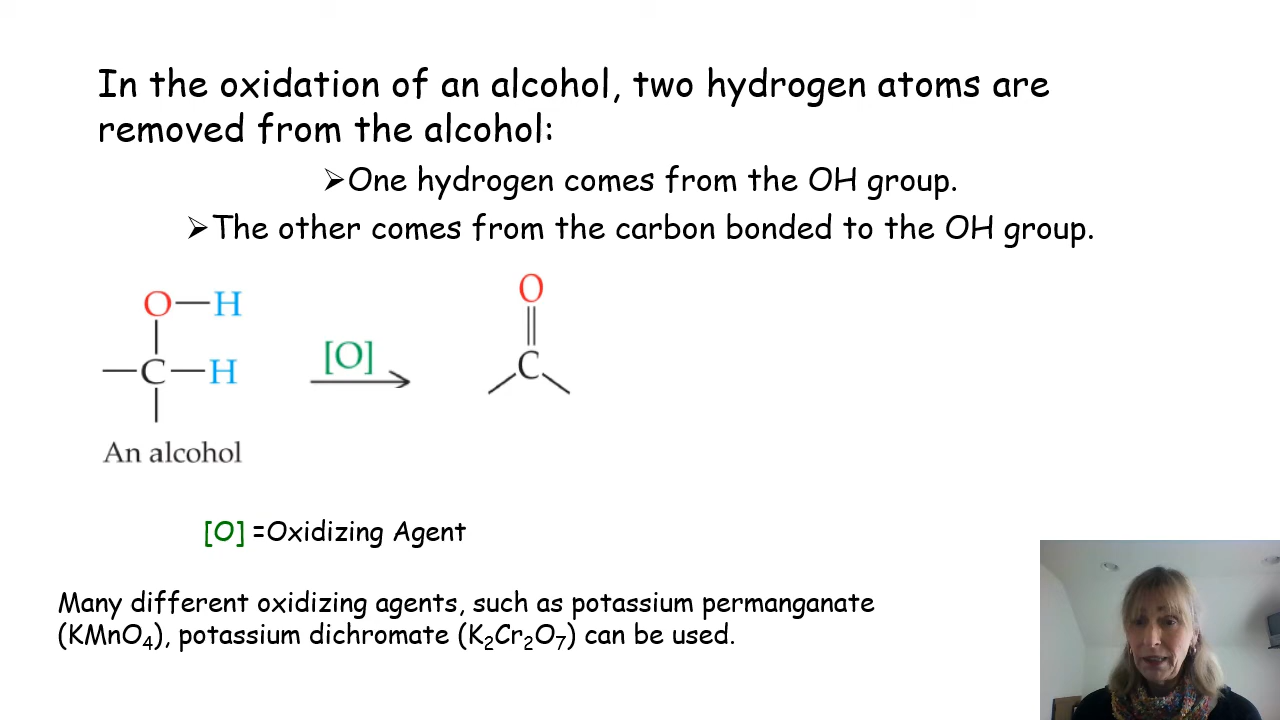 In the oxidation of an alcohol, two hydrogen atoms are
removed from the alcohol:
➢One hydrogen comes from the OH group.
➢The other comes from the carbon bonded to the OH group.
O—H
—C—H
An alcohol
[O]
O
C
[O] =Oxidizing Agent
Many different oxidizing agents, such as potassium permanganate
(KMnO₄), potassium dichromate (K₂Cr₂O₇) can be used.